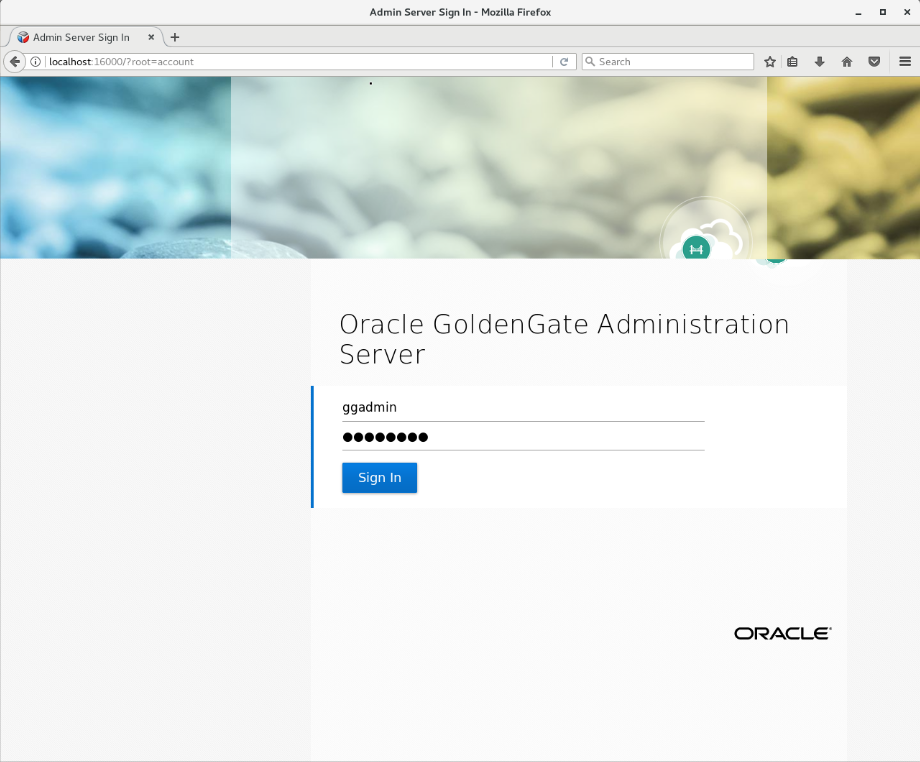 Admin Server Sign In - Mozilla Firefox
Admin Server Sign In
localhost:16000/?root=account
Search
Oracle GoldenGate Administration
Server
ggadmin
●●●●●●●●
Sign In
ORACLE